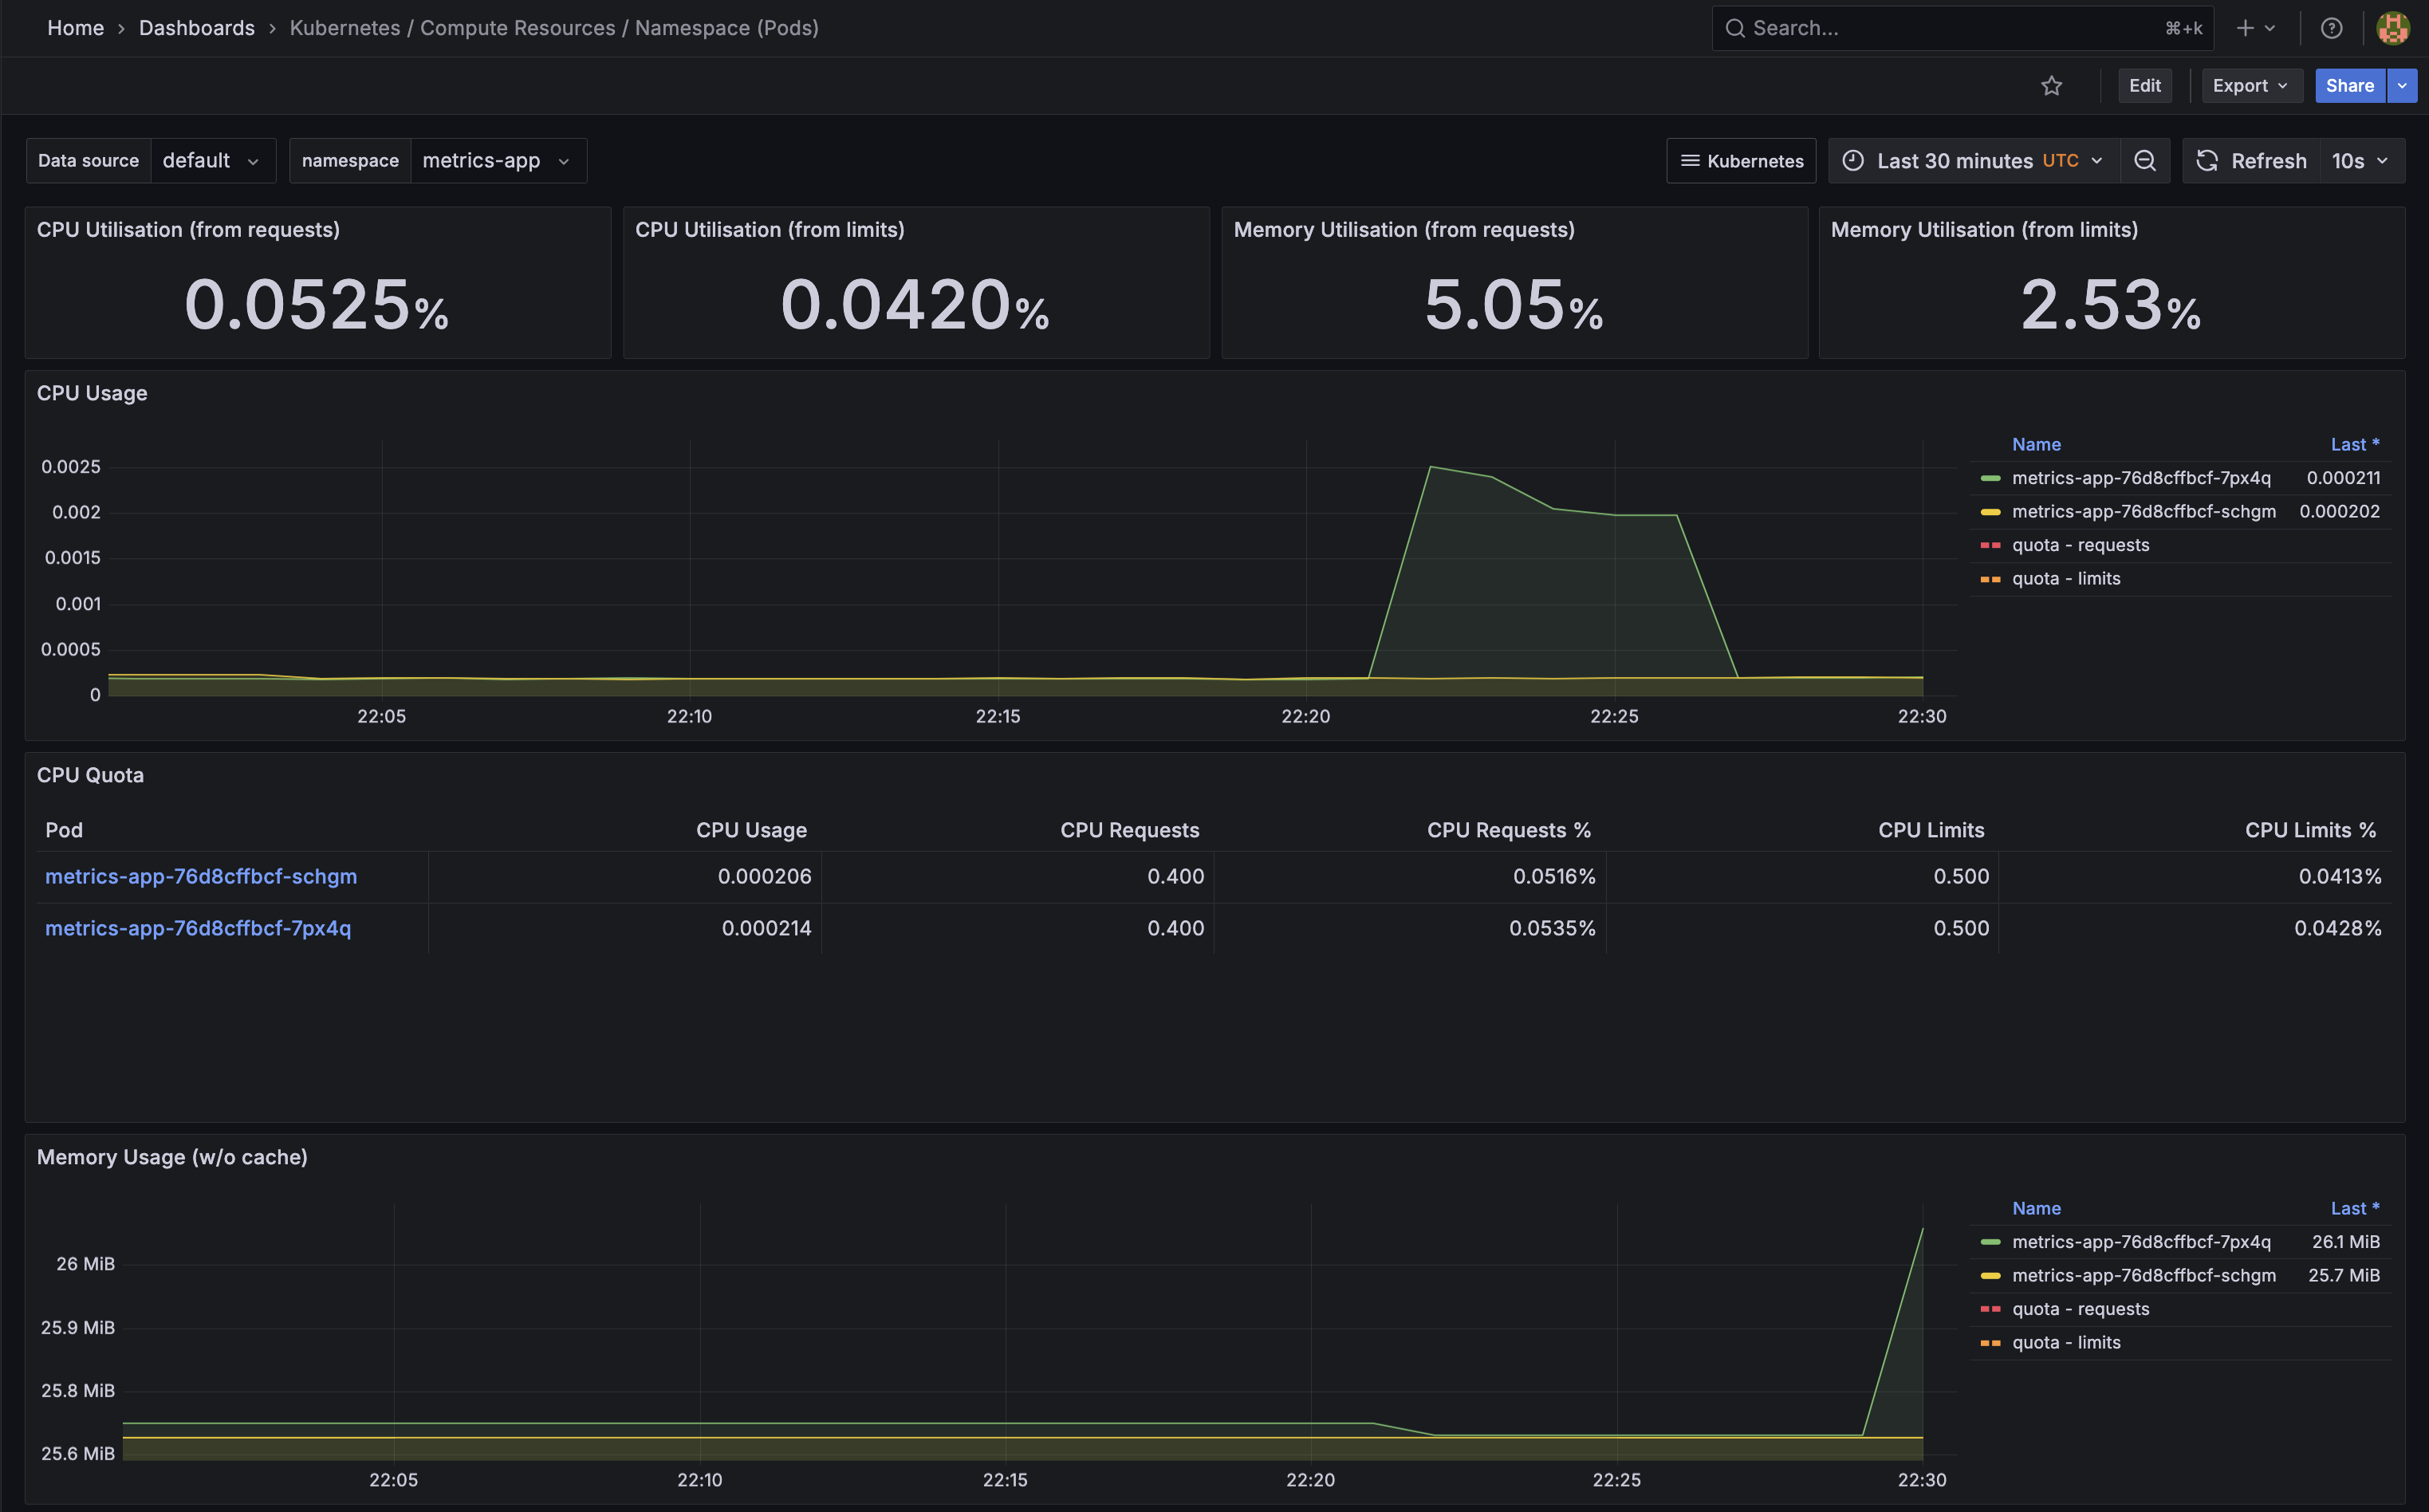 Home › Dashboards › Kubernetes / Compute Resources / Namespace (Pods)
Search... ⌘+k
Edit Export Share
Data source default namespace metrics-app Kubernetes Last 30 minutes UTC Refresh 10s
CPU Utilisation (from requests)
0.0525%
CPU Utilisation (from limits)
0.0420%
Memory Utilisation (from requests)
5.05%
Memory Utilisation (from limits)
2.53%
CPU Usage
0.0025
0.002
0.0015
0.001
0.0005
0
22:05 22:10 22:15 22:20 22:25 22:30
Name Last *
metrics-app-76d8cffbcf-7px4q 0.000211
metrics-app-76d8cffbcf-schgm 0.000202
quota - requests
quota - limits
CPU Quota
Pod CPU Usage CPU Requests CPU Requests % CPU Limits CPU Limits %
metrics-app-76d8cffbcf-schgm 0.000206 0.400 0.0516% 0.500 0.0413%
metrics-app-76d8cffbcf-7px4q 0.000214 0.400 0.0535% 0.500 0.0428%
Memory Usage (w/o cache)
26 MiB
25.9 MiB
25.8 MiB
25.6 MiB
22:05 22:10 22:15 22:20 22:25 22:30
Name Last *
metrics-app-76d8cffbcf-7px4q 26.1 MiB
metrics-app-76d8cffbcf-schgm 25.7 MiB
quota - requests
quota - limits